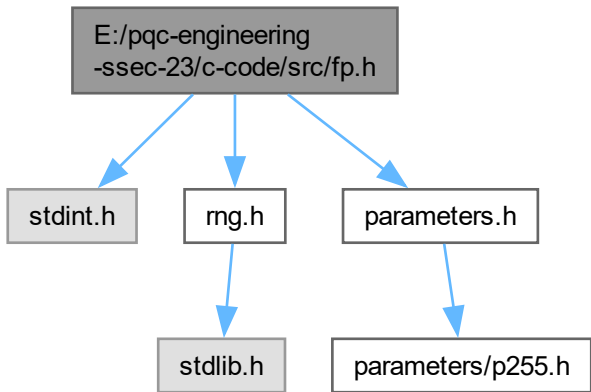 E:/pqc-engineering
-ssec-23/c-code/src/fp.h
stdint.h
rng.h
parameters.h
stdlib.h
parameters/p255.h